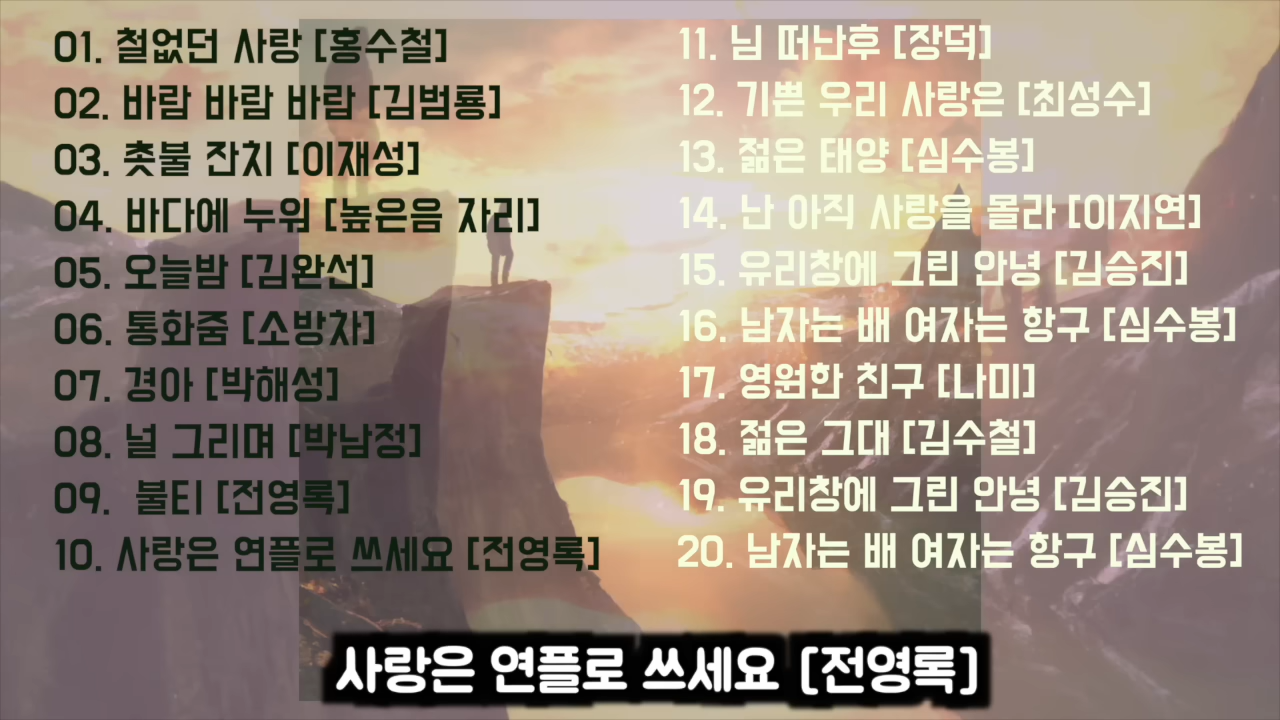 01. 철없던 사랑 [홍수철]
02. 바람 바람 바람 [김범룡]
03. 촛불 잔치 [이재성]
04. 바다에 누워 [높은음 자리]
05. 오늘밤 [김완선]
06. 통화중 [소방차]
07. 경아 [박해성]
08. 널 그리며 [박남정]
09. 불티 [전영록]
10. 사랑은 연플로 쓰세요 [전영록]
11. 님 떠난후 [장덕]
12. 기쁜 우리 사랑은 [최성수]
13. 젊은 태양 [심수봉]
14. 난 아직 사랑을 몰라 [이지연]
15. 유리창에 그린 안녕 [김승진]
16. 남자는 배 여자는 항구 [심수봉]
17. 영원한 친구 [나미]
18. 젊은 그대 [김수철]
19. 유리창에 그린 안녕 [김승진]
20. 남자는 배 여자는 항구 [심수봉]
사랑은 연플로 쓰세요 [전영록]